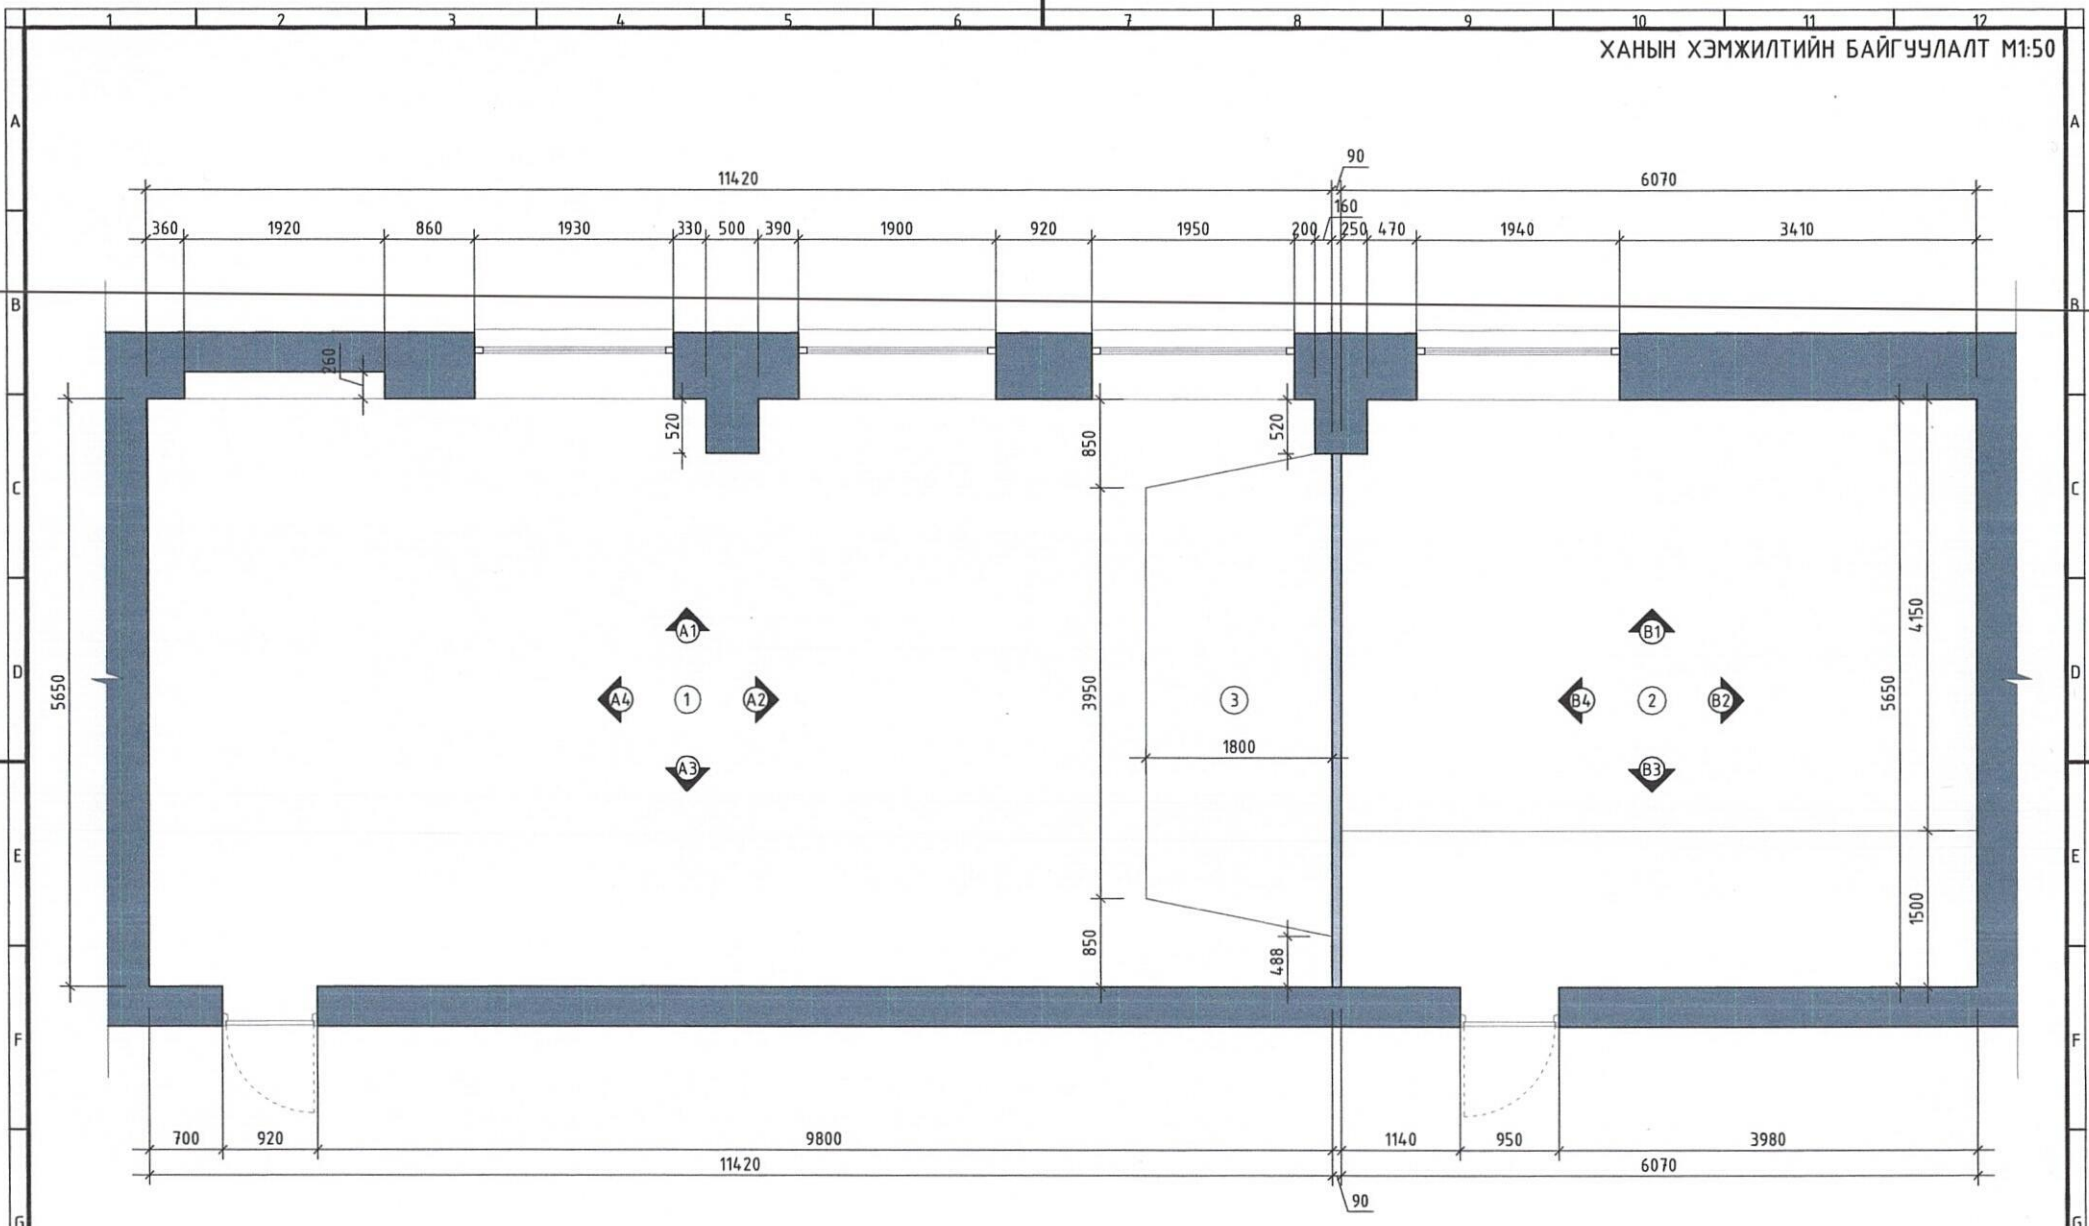 1 2 3 4 5 6 7 8 9 10 11 12
ХАНЫН ХЭМЖИЛТИЙН БАЙГУУЛАЛТ М1:50
A A
90
11420 6070
160
360 1920 860 1930 330 500 390 1900 920 1950 200 250 470 1940 3410
B B
260
520 850 520
C C
A1 B1
4150
D D
5650 A4 1 A2 3950 3 B4 2 B2 5650
1800
A3 B3
E E
1500
850 488
F F
700 920 9800 1140 950 3980
11420 6070
90
G G